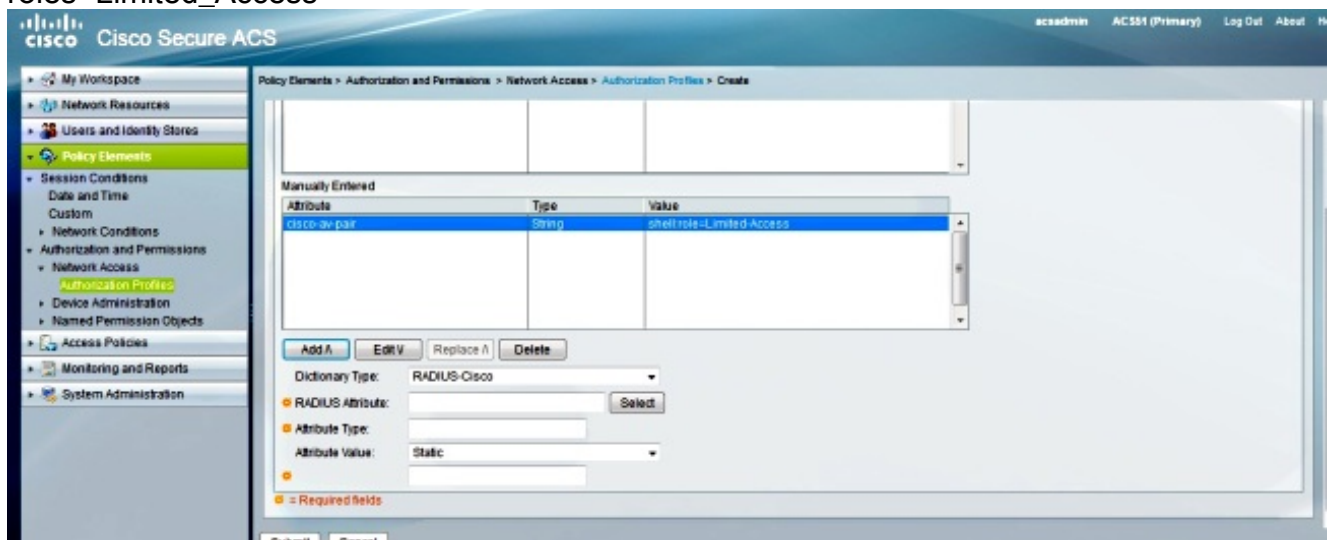 roles=Limited_Access
cisco Cisco Secure ACS
acsadmin ACS51 (Primary) Log Out About
My Workspace
Network Resources
Users and Identity Stores
Policy Elements
Session Conditions
Date and Time
Custom
Network Conditions
Authorization and Permissions
Network Access
Authorization Profiles
Device Administration
Named Permission Objects
Access Policies
Monitoring and Reports
System Administration
Policy Elements > Authorization and Permissions > Network Access > Authorization Profiles > Create
Manually Entered
Attribute Type Value
cisco-av-pair String shell:role=Limited-Access
Add Λ Edit V Replace Λ Delete
Dictionary Type: RADIUS-Cisco
RADIUS Attribute: Select
Attribute Type:
Attribute Value: Static
= Required fields